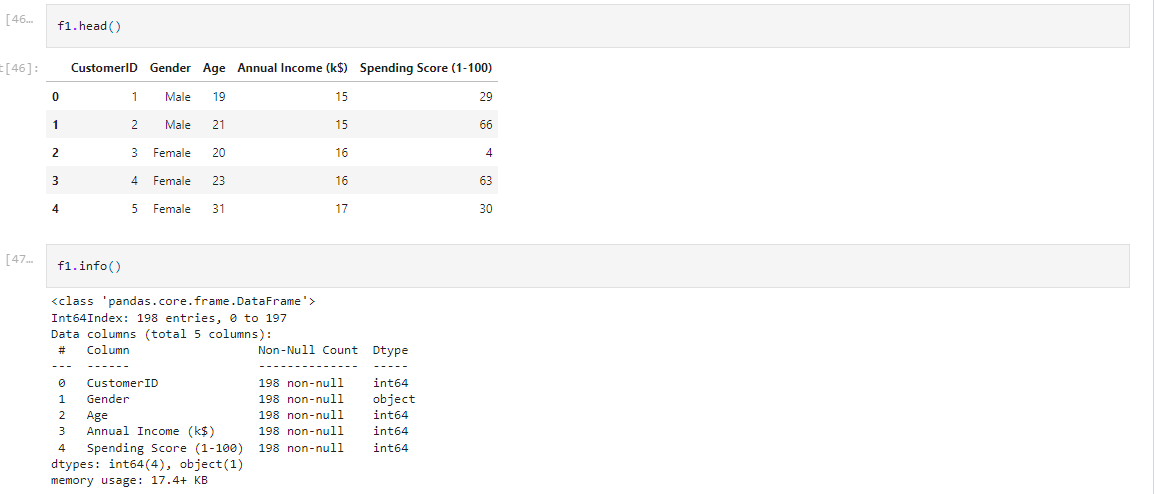 [46…
f1.head()
t[46]:
CustomerID Gender Age Annual Income (k$) Spending Score (1-100)
0 1 Male 19 15 29
1 2 Male 21 15 66
2 3 Female 20 16 4
3 4 Female 23 16 63
4 5 Female 31 17 30
[47…
f1.info()
<class 'pandas.core.frame.DataFrame'>
Int64Index: 198 entries, 0 to 197
Data columns (total 5 columns):
# Column Non-Null Count Dtype
--- ------ -------------- -----
0 CustomerID 198 non-null int64
1 Gender 198 non-null object
2 Age 198 non-null int64
3 Annual Income (k$) 198 non-null int64
4 Spending Score (1-100) 198 non-null int64
dtypes: int64(4), object(1)
memory usage: 17.4+ KB